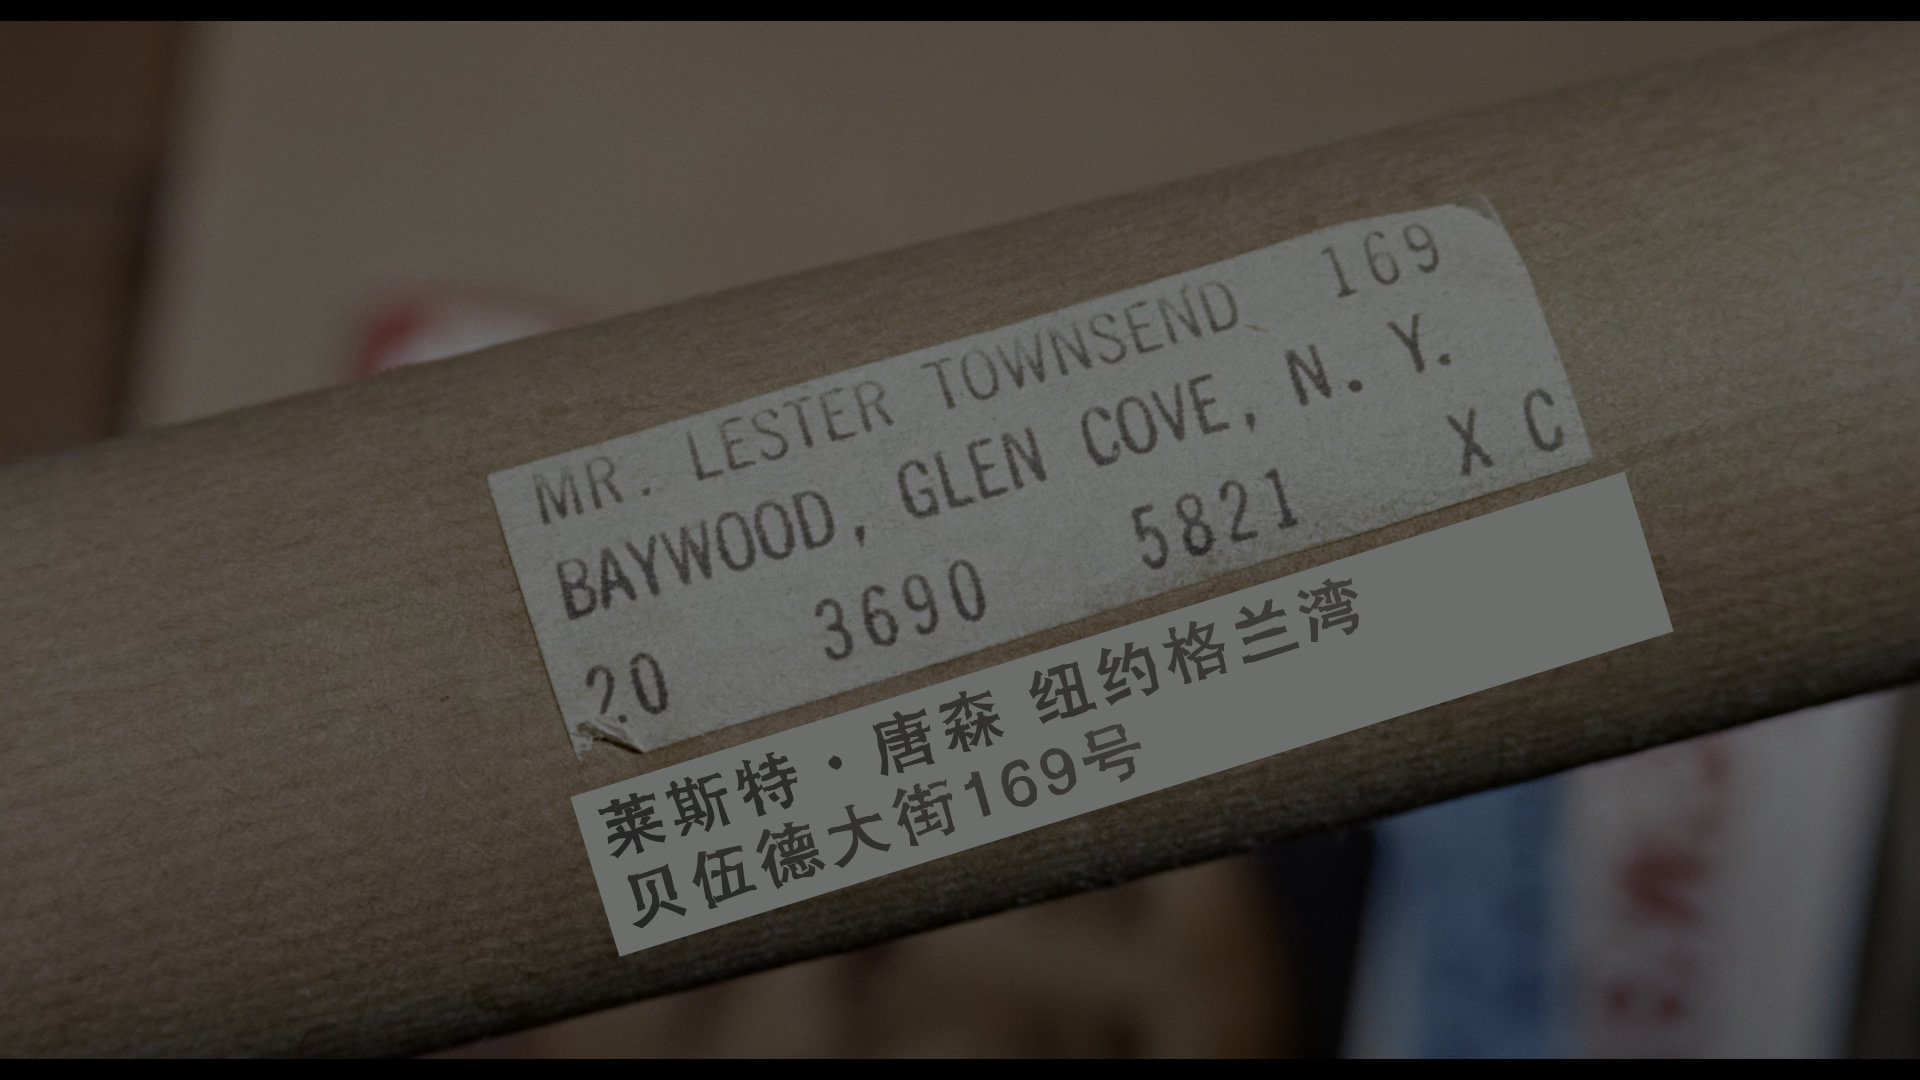 MR. LESTER TOWNSEND 169
BAYWOOD, GLEN COVE, N. Y.
20 3690 5821 X C
莱斯特·唐森 纽约格兰湾
贝伍德大街169号